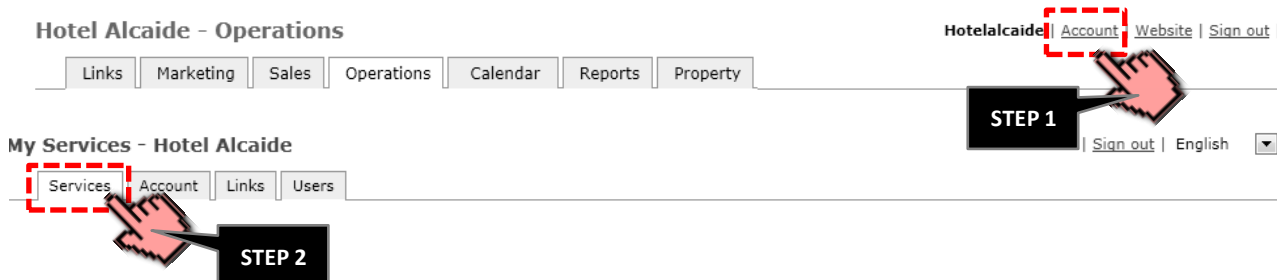 Hotel Alcaide - Operations
Hotelalcaide | Account | Website | Sign out |
Links Marketing Sales Operations Calendar Reports Property
STEP 1
My Services - Hotel Alcaide
| Sign out | English
Services Account Links Users
STEP 2